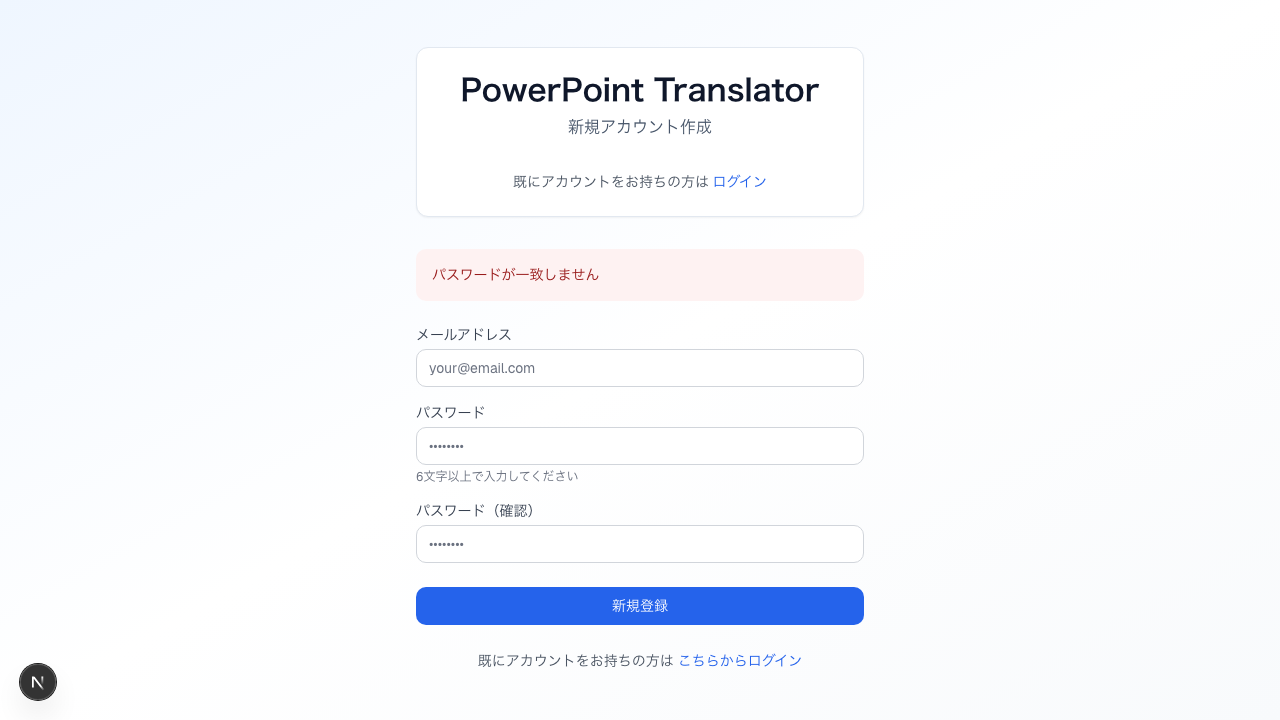 PowerPoint Translator
新規アカウント作成
既にアカウントをお持ちの方は ログイン
パスワードが一致しません
メールアドレス
your@email.com
パスワード
••••••••
6文字以上で入力してください
パスワード（確認）
••••••••
新規登録
既にアカウントをお持ちの方は こちらからログイン
N